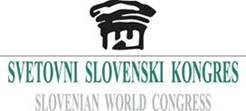 SVETOVNI SLOVENSKI KONGRES
SLOVENIAN WORLD CONGRESS